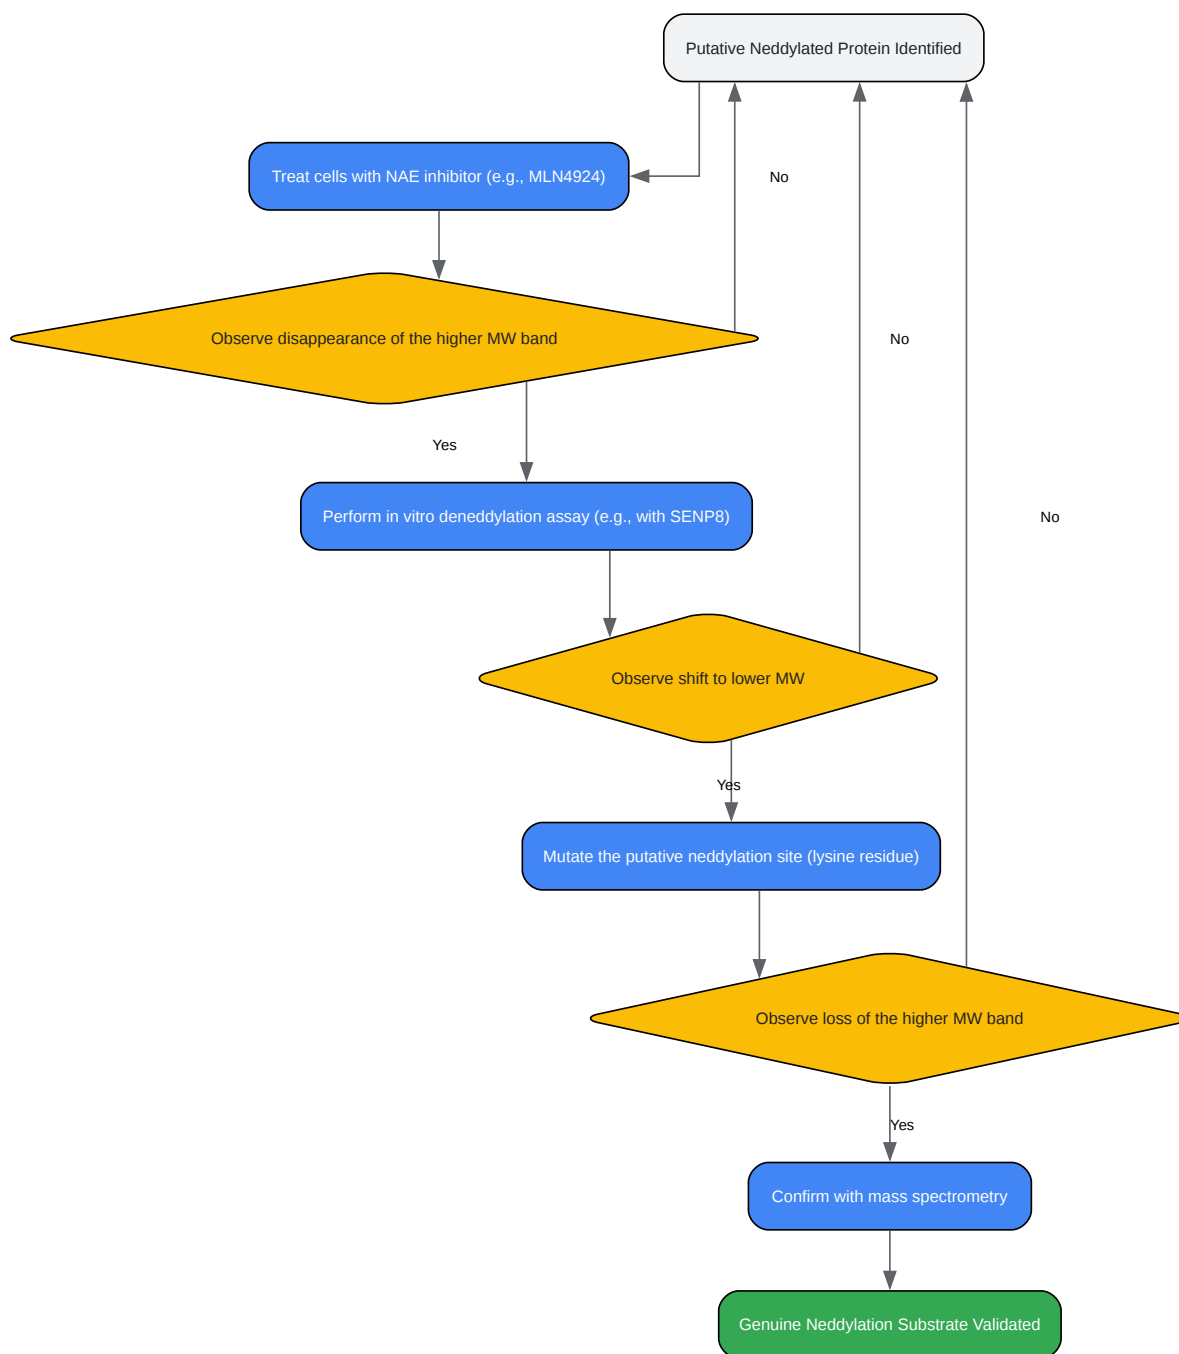 Putative Neddylated Protein Identified
Treat cells with NAE inhibitor (e.g., MLN4924)
No
Observe disappearance of the higher MW band
No
Yes
Perform in vitro deneddylation assay (e.g., with SENP8)
No
Observe shift to lower MW
Yes
Mutate the putative neddylation site (lysine residue)
Observe loss of the higher MW band
Yes
Confirm with mass spectrometry
Genuine Neddylation Substrate Validated